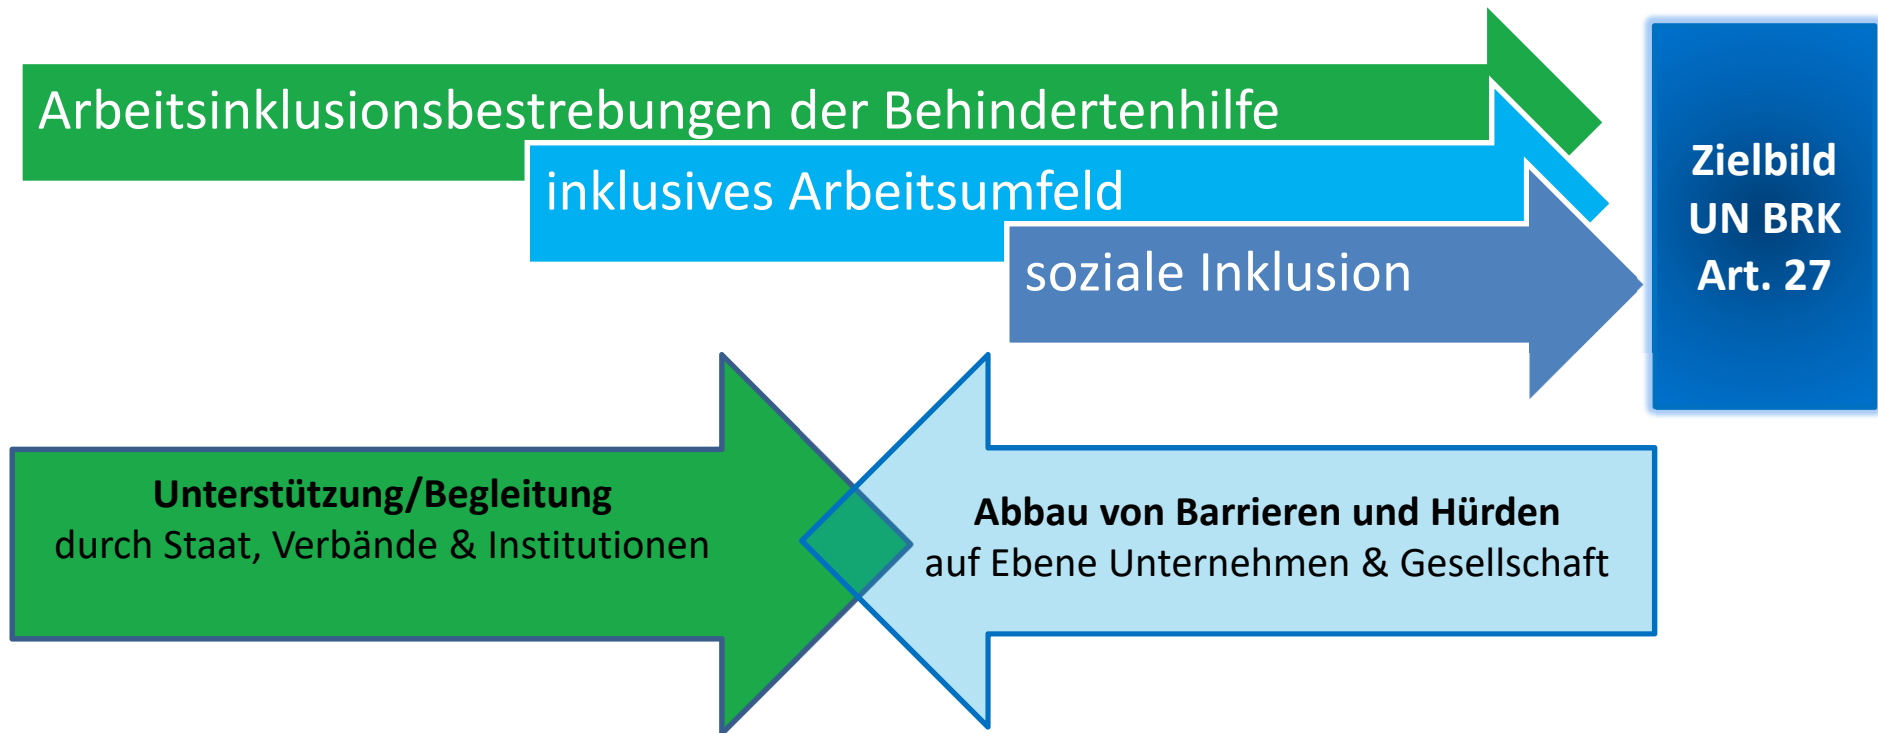 Arbeitsinklusionsbestrebungen der Behindertenhilfe
inklusives Arbeitsumfeld
soziale Inklusion
Zielbild
UN BRK
Art. 27
Unterstützung/Begleitung
durch Staat, Verbände & Institutionen
Abbau von Barrieren und Hürden
auf Ebene Unternehmen & Gesellschaft